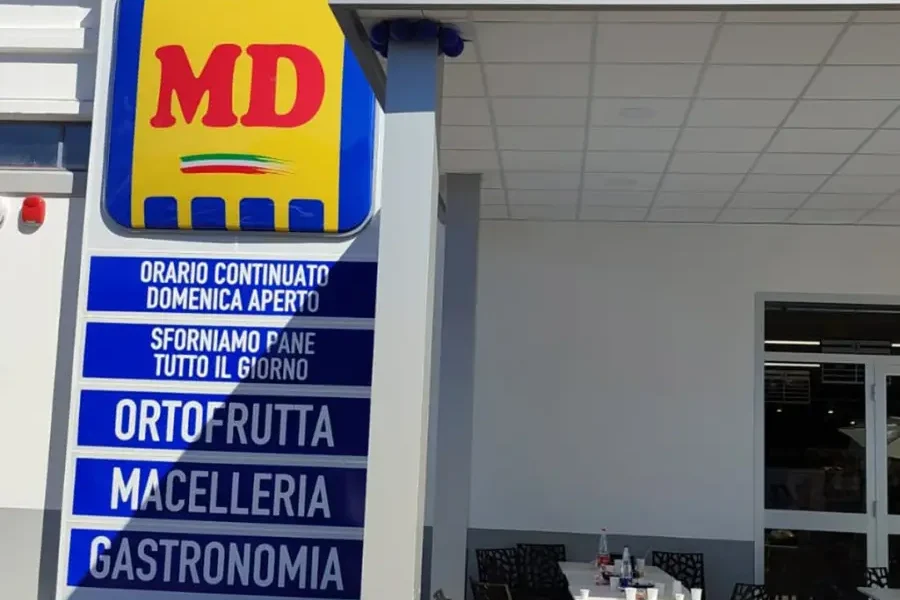 MD
ORARIO CONTINUATO
DOMENICA APERTO
SFORNIAMO PANE
TUTTO IL GIORNO
ORTOFRUTTA
MACELLERIA
GASTRONOMIA